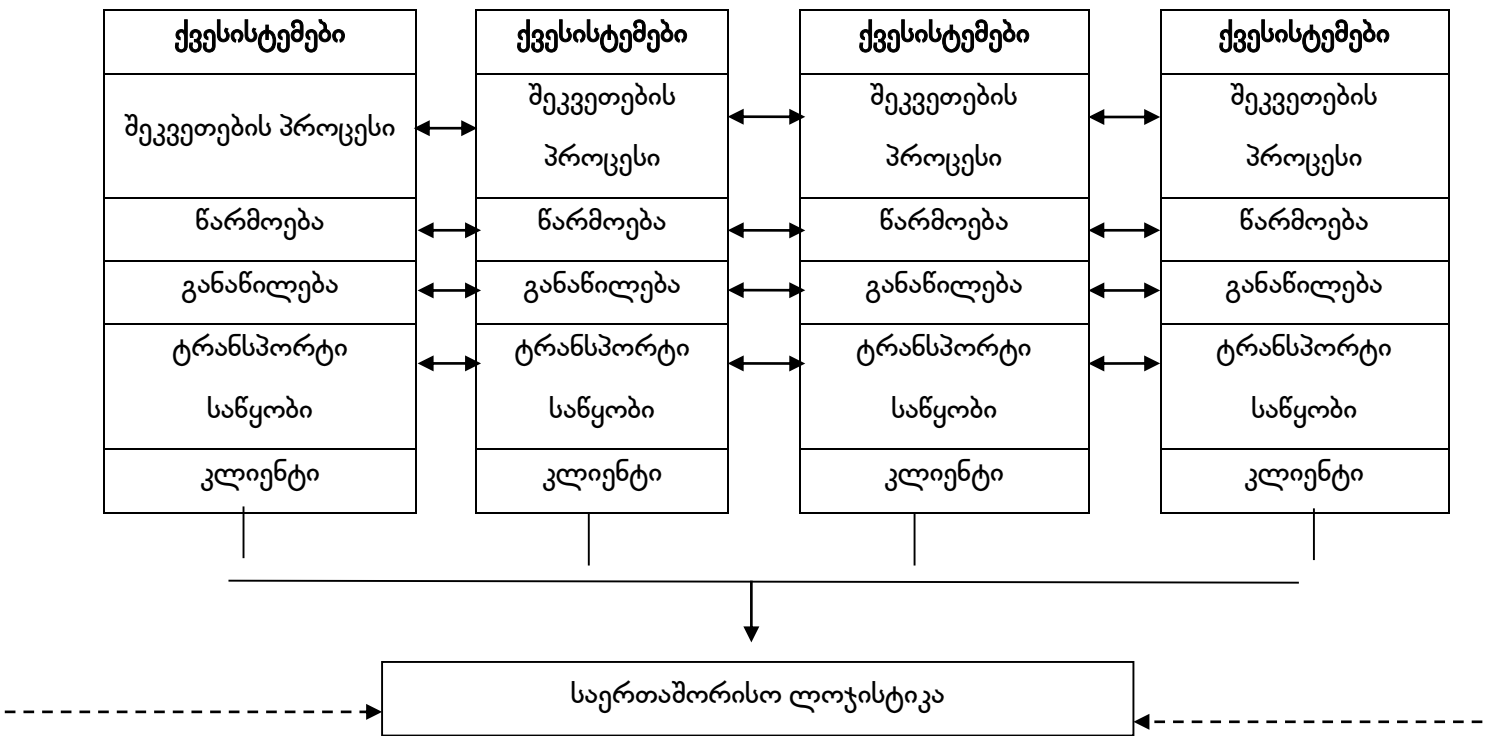 ქვესისტემები
შეკვეთების პროცესი
წარმოება
განაწილება
ტრანსპორტი
საწყობი
კლიენტი
ქვესისტემები
შეკვეთების
პროცესი
წარმოება
განაწილება
ტრანსპორტი
საწყობი
კლიენტი
ქვესისტემები
შეკვეთების
პროცესი
წარმოება
განაწილება
ტრანსპორტი
საწყობი
კლიენტი
ქვესისტემები
შეკვეთების
პროცესი
წარმოება
განაწილება
ტრანსპორტი
საწყობი
კლიენტი
საერთაშორისო ლოჯისტიკა